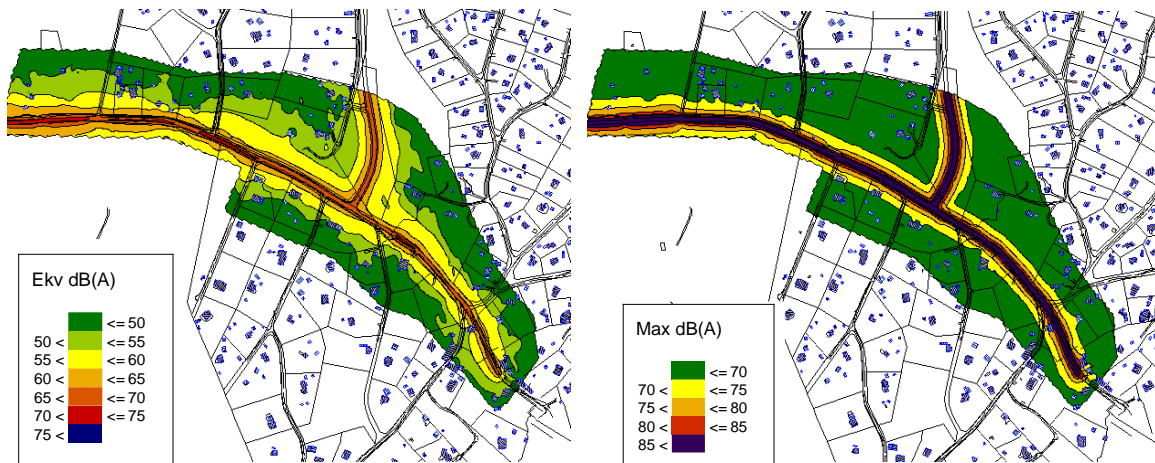 Ekv dB(A)
<= 50
50 < <= 55
55 < <= 60
60 < <= 65
65 < <= 70
70 < <= 75
75 <
Max dB(A)
<= 70
70 < <= 75
75 < <= 80
80 < <= 85
85 <